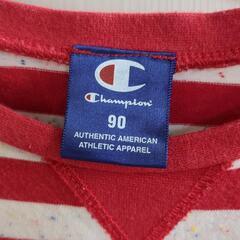 Champion
90
AUTHENTIC AMERICAN
ATHLETIC APPAREL